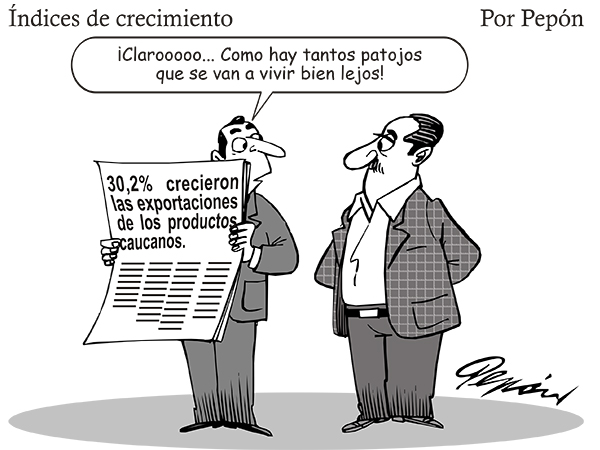 Índices de crecimiento
Por Pepón
¡Clarooooo... Como hay tantos patojos
que se van a vivir bien lejos!
30,2% crecieron
las exportaciones
de los productos
caucanos.
Pepón